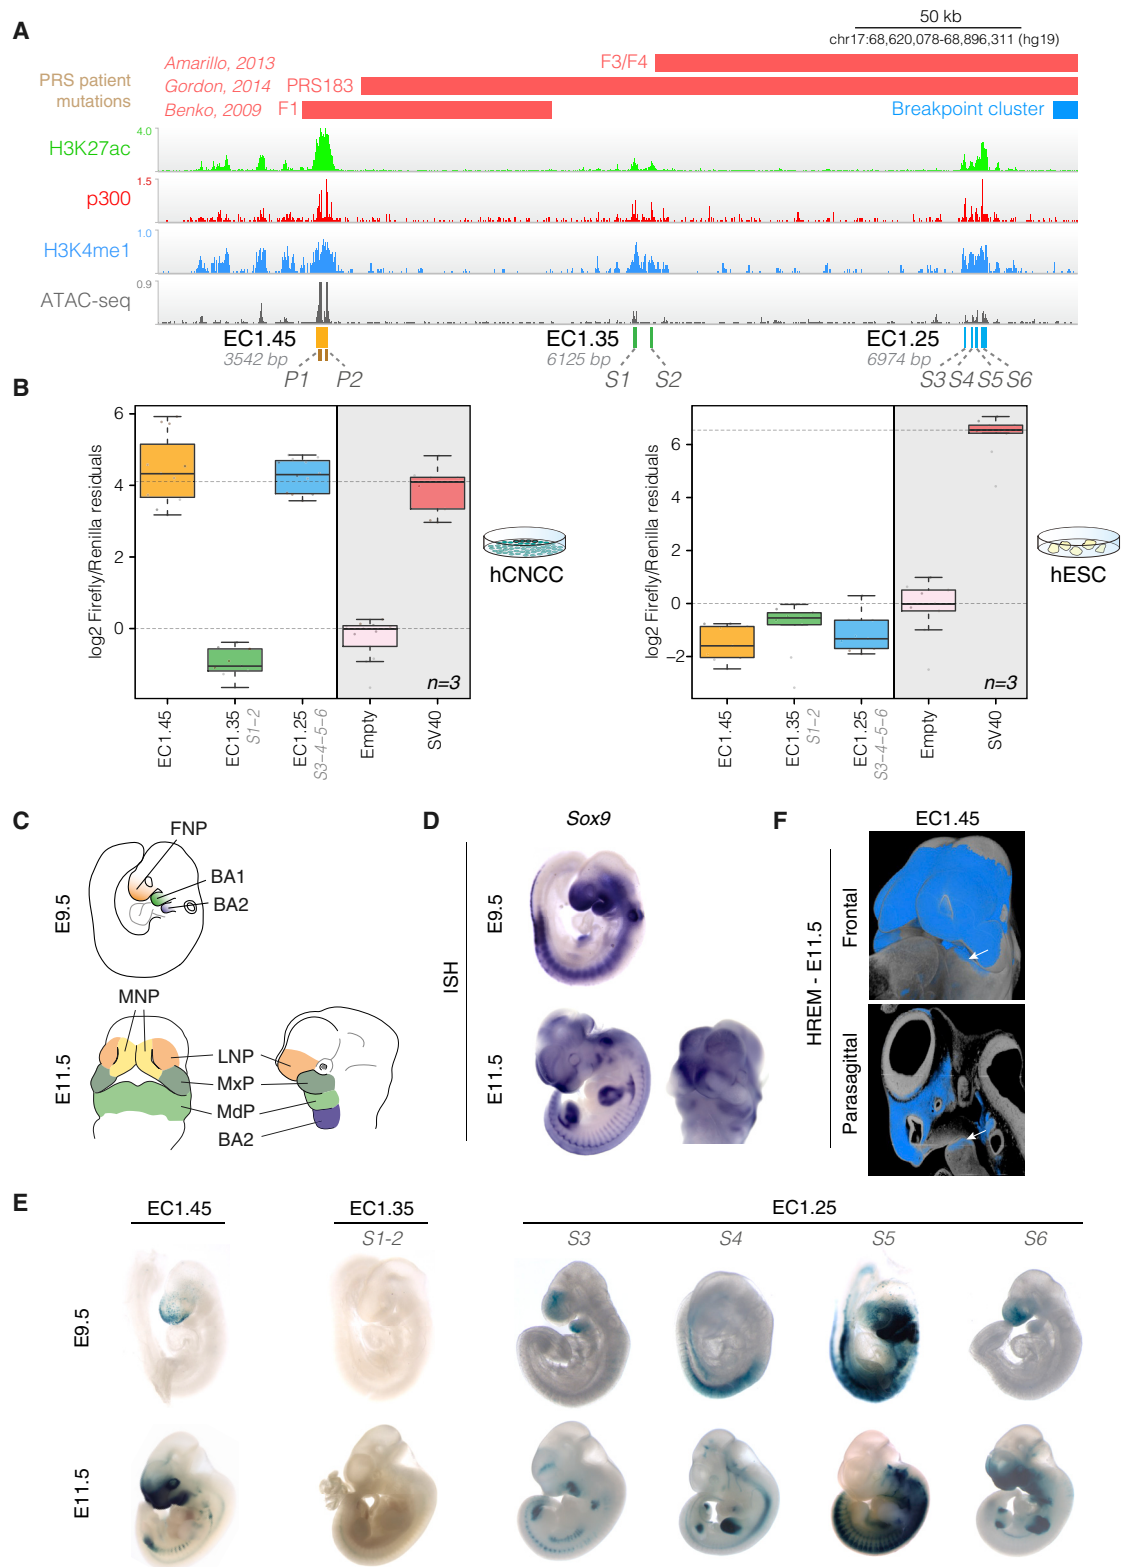 A
50 kb
chr17:68,620,078-68,896,311 (hg19)
PRS patient
mutations
Amarillo, 2013
F3/F4
Gordon, 2014
PRS183
Benko, 2009
F1
Breakpoint cluster
H3K27ac
4.0
p300
1.5
H3K4me1
1.0
ATAC-seq
0.9
EC1.45
3542 bp
P1
P2
EC1.35
6125 bp
S1
S2
EC1.25
6974 bp
S3
S4
S5
S6
B
log2 Firefly/Renilla residuals
6
4
2
0
n=3
EC1.45
EC1.35
S1-2
EC1.25
S3-4-5-6
Empty
SV40
hCNCC
log2 Firefly/Renilla residuals
6
4
2
0
−2
n=3
EC1.45
EC1.35
S1-2
EC1.25
S3-4-5-6
Empty
SV40
hESC
C
FNP
BA1
BA2
E9.5
MNP
LNP
MxP
MdP
BA2
E11.5
D
Sox9
ISH
E9.5
E11.5
F
EC1.45
HREM - E11.5
Frontal
Parasagittal
E
EC1.45
EC1.35
S1-2
EC1.25
S3
S4
S5
S6
E9.5
E11.5